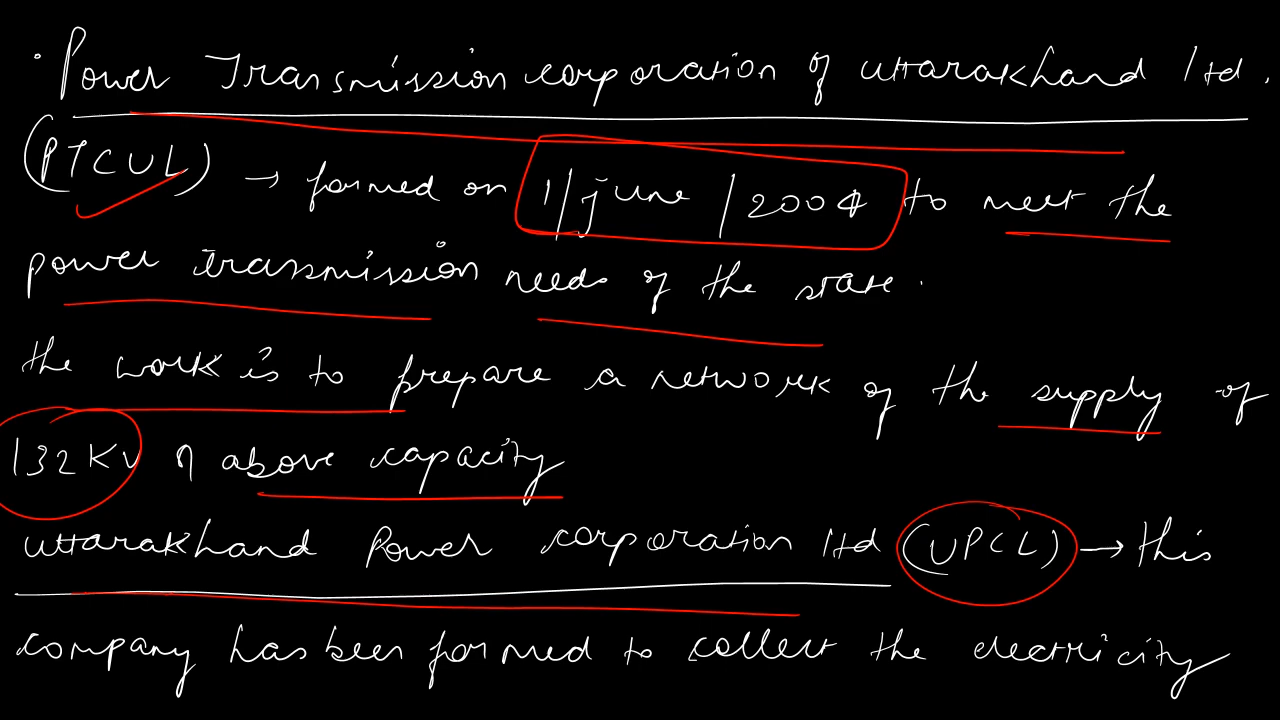 · Power Transmission corporation of uttarakhand ltd.
(PTCUL) → formed on 1/june/2004 to meet the
power transmission needs of the state.
the work is to prepare a network of the supply of
132 KV & above capacity
uttarakhand Power corporation ltd (UPCL) → this
company has been formed to collect the electricity